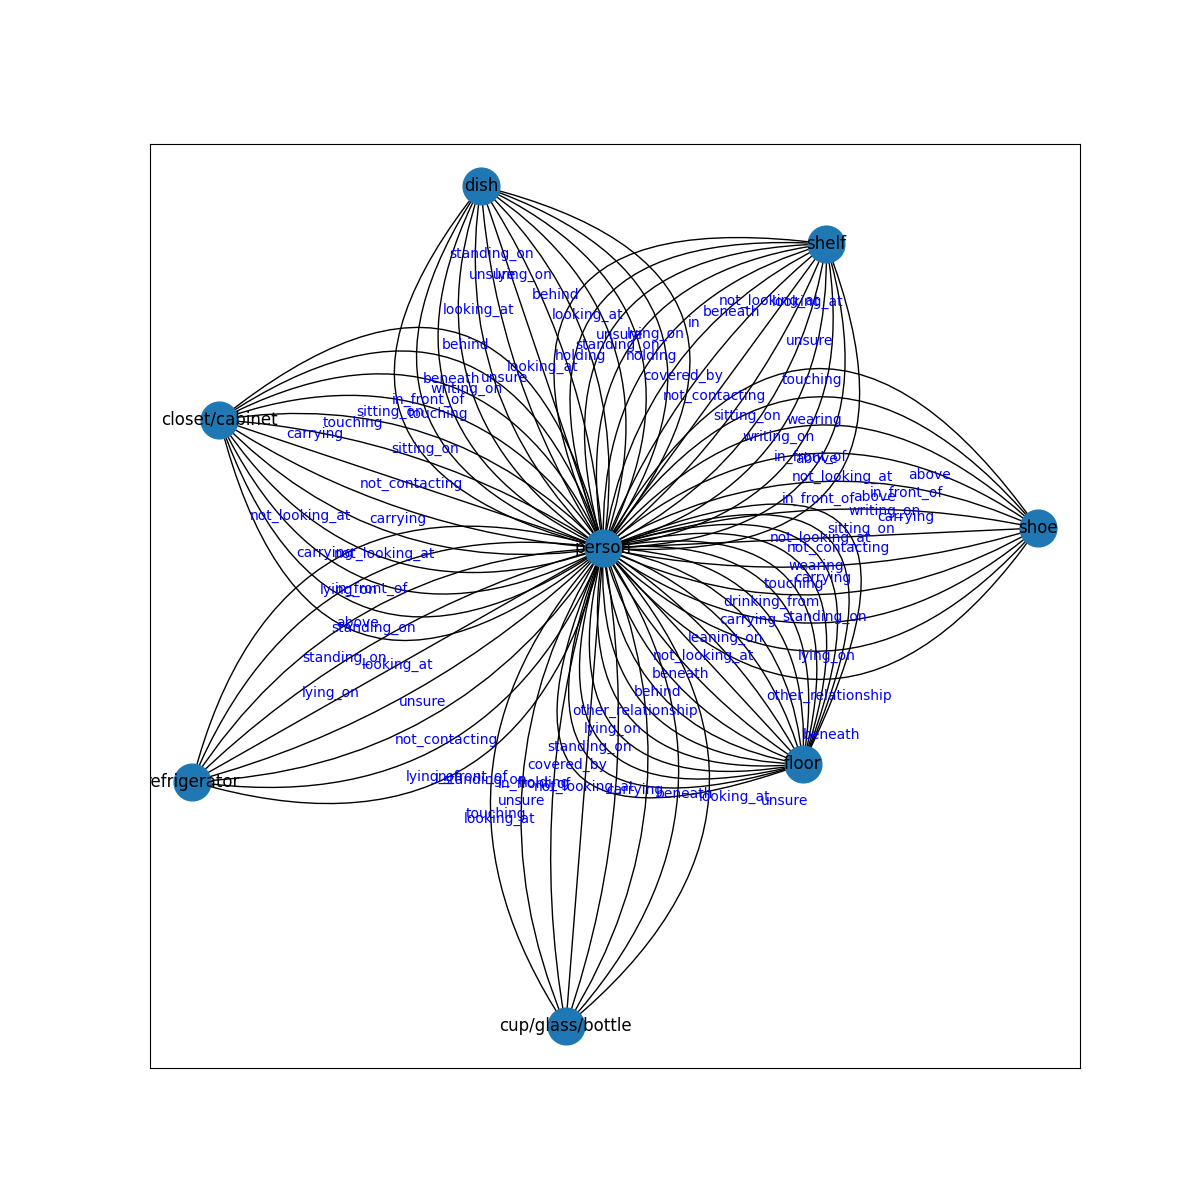 dish
shelf
standing_on
unsure
lying_on
behind
not_looking_at
looking_at
looking_at
looking_at
beneath
in
behind
unsure
lying_on
unsure
standing_on
holding
holding
looking_at
covered_by
beneath
unsure
touching
writing_on
not_contacting
in_front_of
sitting_on
touching
sitting_on
wearing
closet/cabinet
touching
carrying
writing_on
sitting_on
in_front_of
above
not_contacting
not_looking_at
above
in_front_of
in_front_of
above
writing_on
not_looking_at
carrying
carrying
sitting_on
shoe
not_looking_at
person
not_contacting
carrying
not_looking_at
wearing
carrying
touching
lying_on
in_front_of
drinking_from
above
standing_on
carrying
standing_on
leaning_on
standing_on
looking_at
not_looking_at
lying_on
beneath
lying_on
behind
other_relationship
unsure
other_relationship
lying_on
beneath
not_contacting
standing_on
covered_by
floor
refrigerator
lying_on
in_front_of
standing_on
in_front_of
holding
not_looking_at
carrying
beneath
looking_at
unsure
unsure
touching
looking_at
cup/glass/bottle